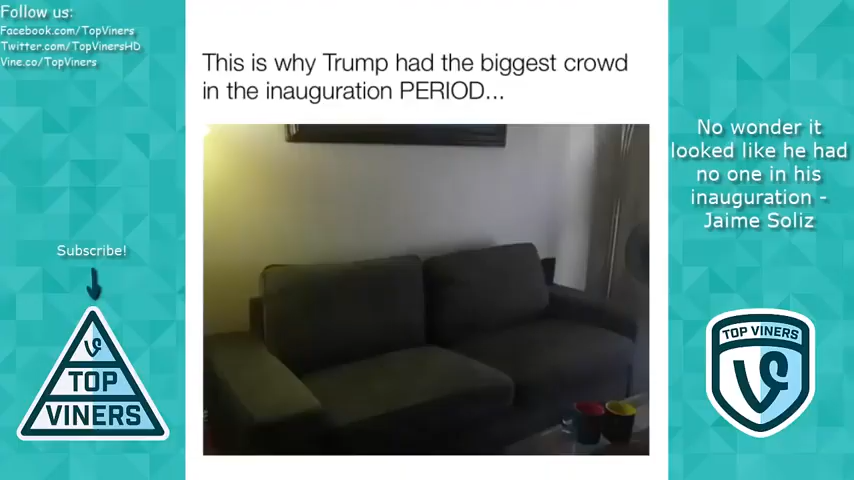 Follow us:
Facebook.com/TopViners
Twitter.com/TopVinersHD
Vine.co/TopViners
This is why Trump had the biggest crowd
in the inauguration PERIOD...
No wonder it
looked like he had
no one in his
inauguration -
Jaime Soliz
Subscribe!
TOP
VINERS
TOP VINERS